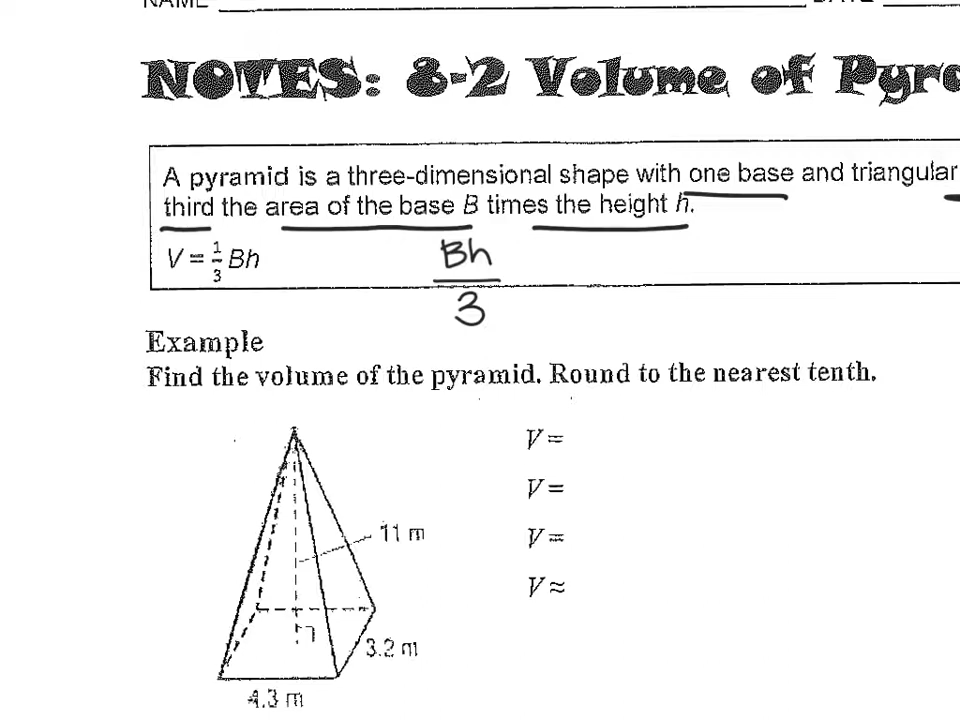 NAME
NOTES: 8-2 Volume of
A pyramid is a three-dimensional shape with one base and triangular
third the area of the base B times the height h.
V = 1/3 Bh
Bh
3
Example
Find the volume of the pyramid. Round to the nearest tenth.
V =
V =
V =
V ≈
11 m
3.2 m
4.3 m